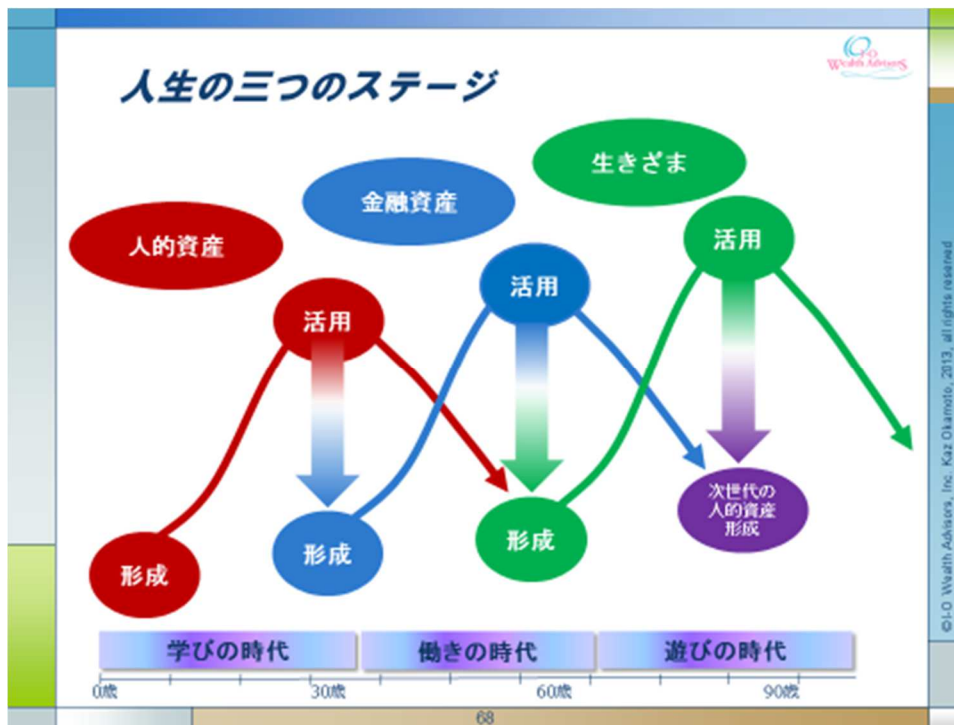 I-O
Wealth Advisors
人生の三つのステージ
生きざま
金融資産
人的資産
活用
活用
活用
次世代の
人的資産
形成
形成
形成
形成
学びの時代
働きの時代
遊びの時代
0歳
30歳
60歳
90歳
68
©I-O Wealth Advisors, Inc. Kaz Okamoto, 2013, all rights reserved